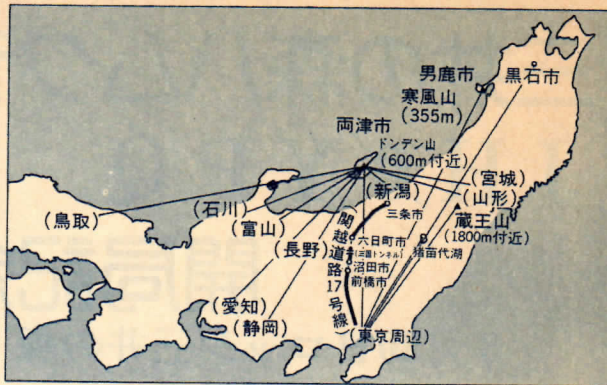 男鹿市
黒石市
寒風山
(355m)
両津市
ドンデン山
(600m付近)
(新潟)
三条市
(宮城)
(山形)
蔵王山
(1800m付近)
(鳥取)
(石川)
(富山)
(長野)
(愛知)
(静岡)
(関越道路17号線)
六日町市
(三国トンネル)
沼田市
前橋市
猪苗代湖
(東京周辺)